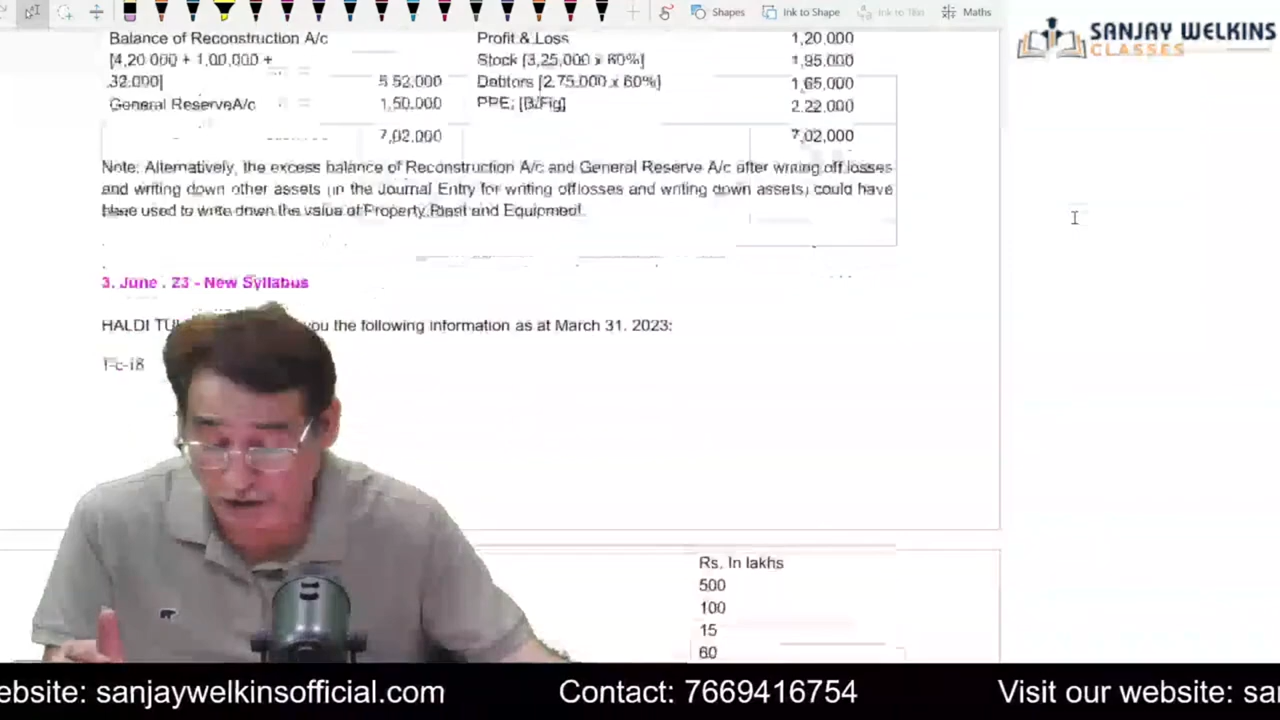 Shapes
Ink to Shape
Ink to Text
Maths
SANJAY WELKINS
CLASSES
Balance of Reconstruction A/c Profit & Loss 1,20,000
[4,20,000 + 1,00,000 + Stock [3,25,000 x 60%] 1,95,000
32,000] 5,52,000 Debtors [2,75,000 x 60%] 1,65,000
General Reserve A/c 1,50,000 PPE; [B/Fig] 2,22,000
7,02,000 7,02,000
Note: Alternatively, the excess balance of Reconstruction A/c and General Reserve A/c after writing off losses
and writing down other assets (in the Journal Entry for writing off losses and writing down assets) could have
been used to write down the value of Property, Plant and Equipment.
3. June . 23 - New Syllabus
HALDI you the following information as at March 31. 2023:
Rs. In lakhs
500
100
15
60
ebsite: sanjaywelkinsofficial.com Contact: 7669416754 Visit our website: sa